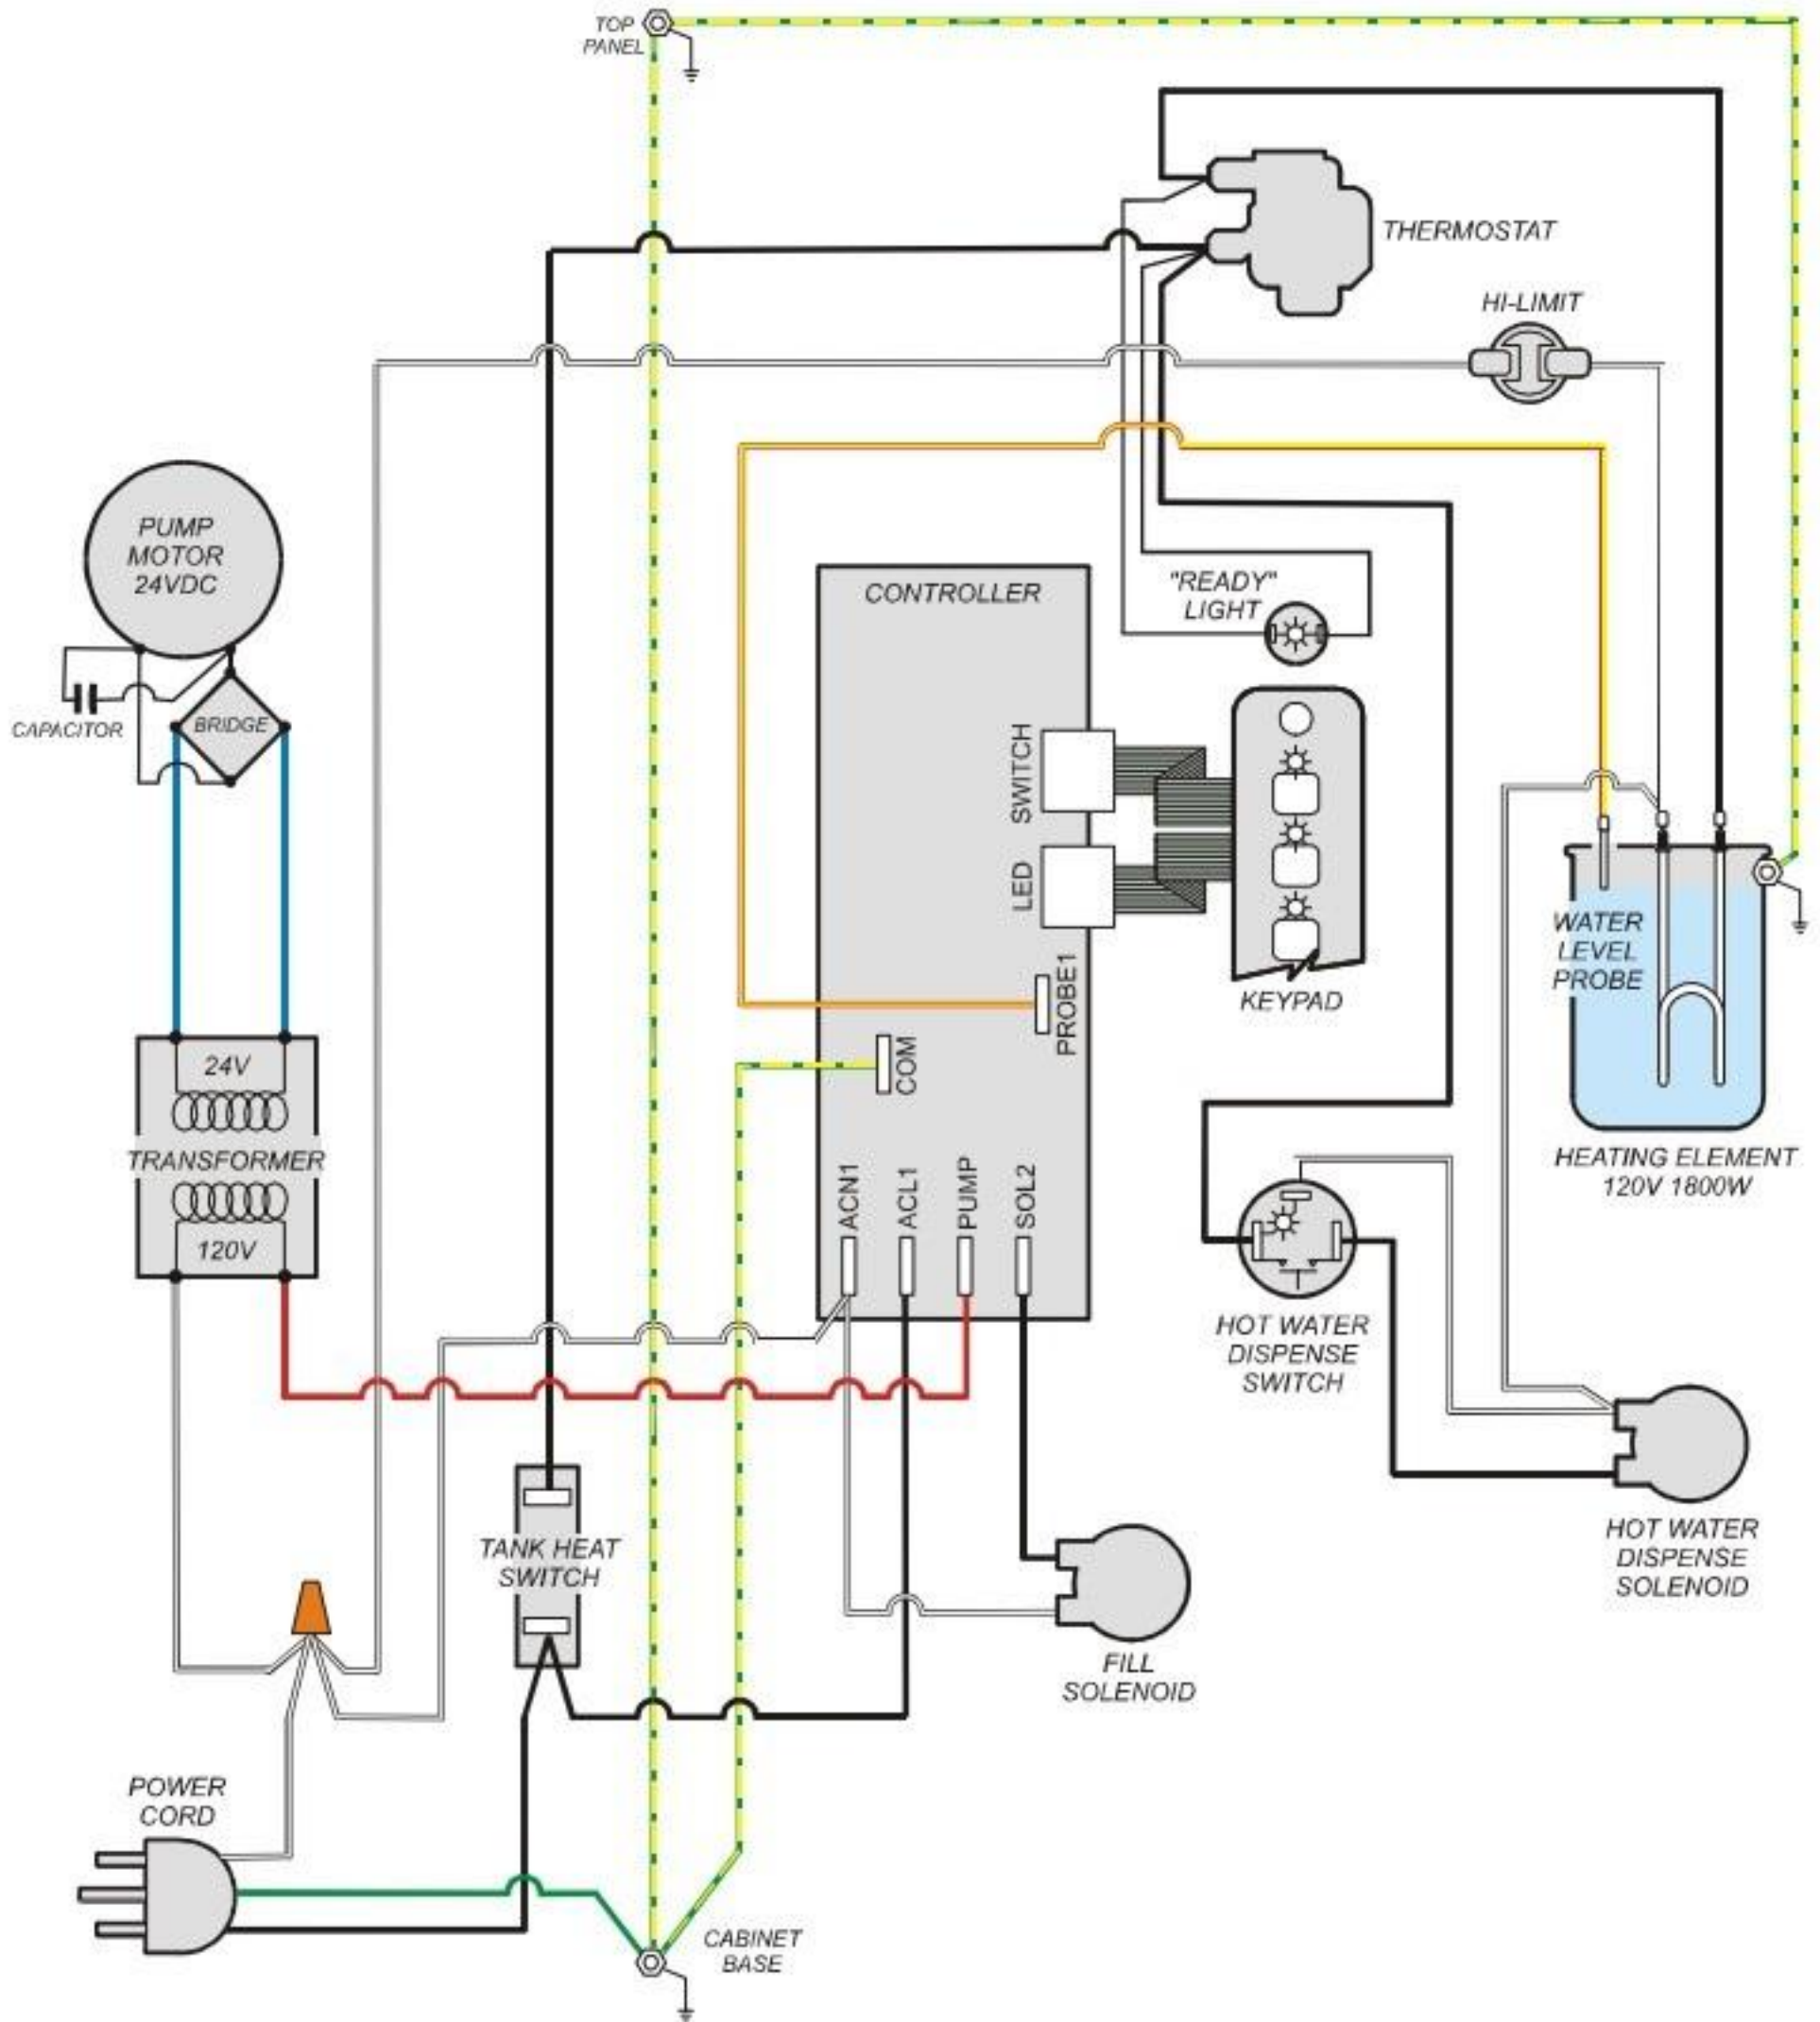 TOP
PANEL
THERMOSTAT
HI-LIMIT
PUMP
MOTOR
24VDC
CAPACITOR
BRIDGE
CONTROLLER
"READY"
LIGHT
SWITCH
LED
KEYPAD
PROBE1
COM
WATER
LEVEL
PROBE
HEATING ELEMENT
120V 1800W
24V
TRANSFORMER
120V
ACN1
ACL1
PUMP
SOL2
HOT WATER
DISPENSE
SWITCH
HOT WATER
DISPENSE
SOLENOID
TANK HEAT
SWITCH
FILL
SOLENOID
POWER
CORD
CABINET
BASE